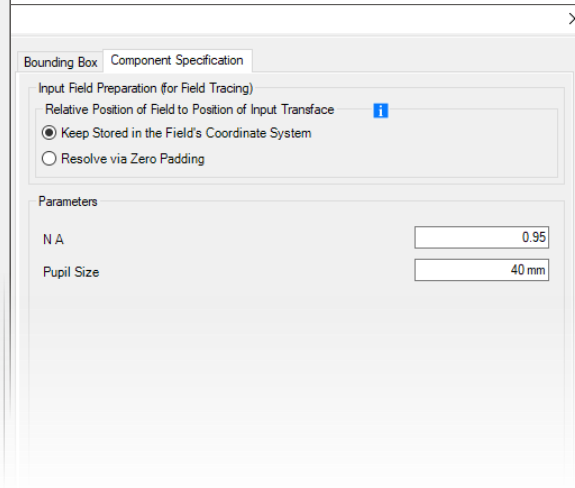 Bounding Box
Component Specification
Input Field Preparation (for Field Tracing)
Relative Position of Field to Position of Input Transface
i
Keep Stored in the Field's Coordinate System
Resolve via Zero Padding
Parameters
N A
0.95
Pupil Size
40 mm